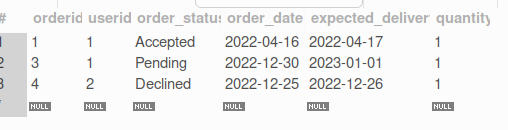 # orderid userid order_status order_date expected_deliver quantity
1 1 1 Accepted 2022-04-16 2022-04-17 1
2 3 1 Pending 2022-12-30 2023-01-01 1
3 4 2 Declined 2022-12-25 2022-12-26 1
* NULL NULL NULL NULL NULL NULL